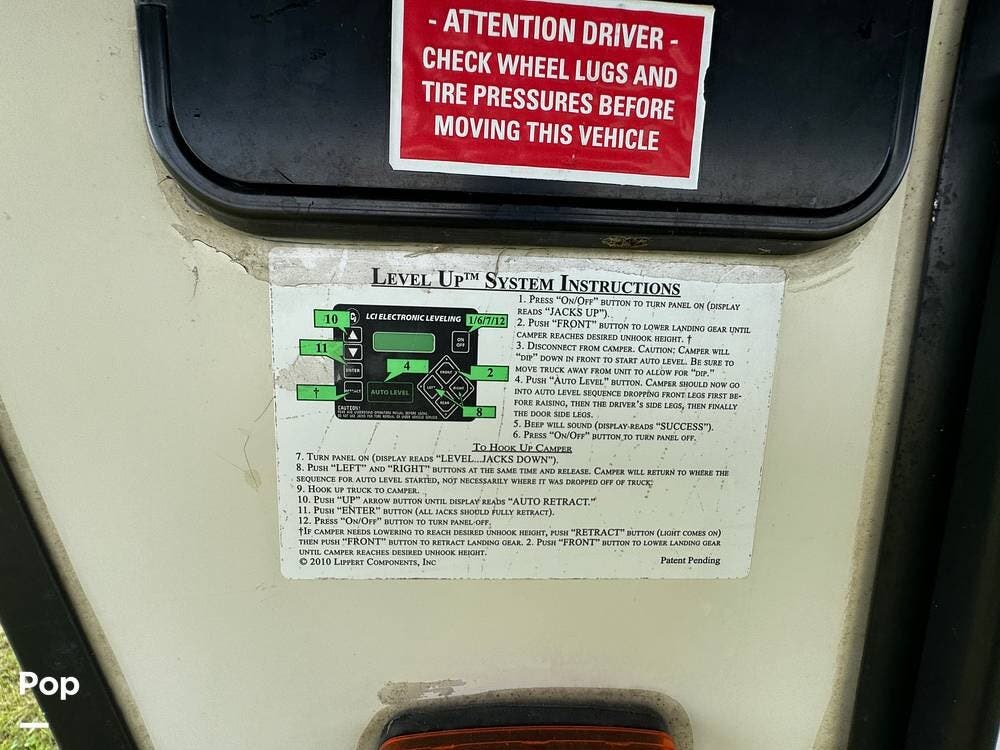 - ATTENTION DRIVER -
CHECK WHEEL LUGS AND
TIRE PRESSURES BEFORE
MOVING THIS VEHICLE
LEVEL UP™ SYSTEM INSTRUCTIONS
10
11
†
LCI ELECTRONIC LEVELING
1/6/7/12
ON
OFF
ENTER
4
2
FRONT
LEFT
RIGHT
REAR
AUTO LEVEL
8
CAUTION!
1. PRESS "ON/OFF" BUTTON TO TURN PANEL ON (DISPLAY
READS "JACKS UP").
2. PUSH "FRONT" BUTTON TO LOWER LANDING GEAR UNTIL
CAMPER REACHES DESIRED UNHOOK HEIGHT. †
3. DISCONNECT FROM CAMPER. CAUTION: CAMPER WILL
"DIP" DOWN IN FRONT TO START AUTO LEVEL. BE SURE TO
MOVE TRUCK AWAY FROM UNIT TO ALLOW FOR "DIP."
4. PUSH "AUTO LEVEL" BUTTON. CAMPER SHOULD NOW GO
INTO AUTO LEVEL SEQUENCE DROPPING FRONT LEGS FIRST BE-
FORE RAISING, THEN THE DRIVER'S SIDE LEGS, THEN FINALLY
THE DOOR SIDE LEGS.
5. BEEP WILL SOUND (DISPLAY READS "SUCCESS").
6. PRESS "ON/OFF" BUTTON TO TURN PANEL OFF.
TO HOOK UP CAMPER
7. TURN PANEL ON (DISPLAY READS "LEVEL...JACKS DOWN").
8. PUSH "LEFT" AND "RIGHT" BUTTONS AT THE SAME TIME AND RELEASE. CAMPER WILL RETURN TO WHERE THE
SEQUENCE FOR AUTO LEVEL STARTED, NOT NECESSARILY WHERE IT WAS DROPPED OFF OF TRUCK.
9. HOOK UP TRUCK TO CAMPER.
10. PUSH "UP" ARROW BUTTON UNTIL DISPLAY READS "AUTO RETRACT."
11. PUSH "ENTER" BUTTON (ALL JACKS SHOULD FULLY RETRACT).
12. PRESS "ON/OFF" BUTTON TO TURN PANEL OFF.
†IF CAMPER NEEDS LOWERING TO REACH DESIRED UNHOOK HEIGHT, PUSH "RETRACT" BUTTON (LIGHT COMES ON)
THEN PUSH "FRONT" BUTTON TO RETRACT LANDING GEAR. 2. PUSH "FRONT" BUTTON TO LOWER LANDING GEAR
UNTIL CAMPER REACHES DESIRED UNHOOK HEIGHT.
© 2010 LIPPERT COMPONENTS, INC
Patent Pending
Pop